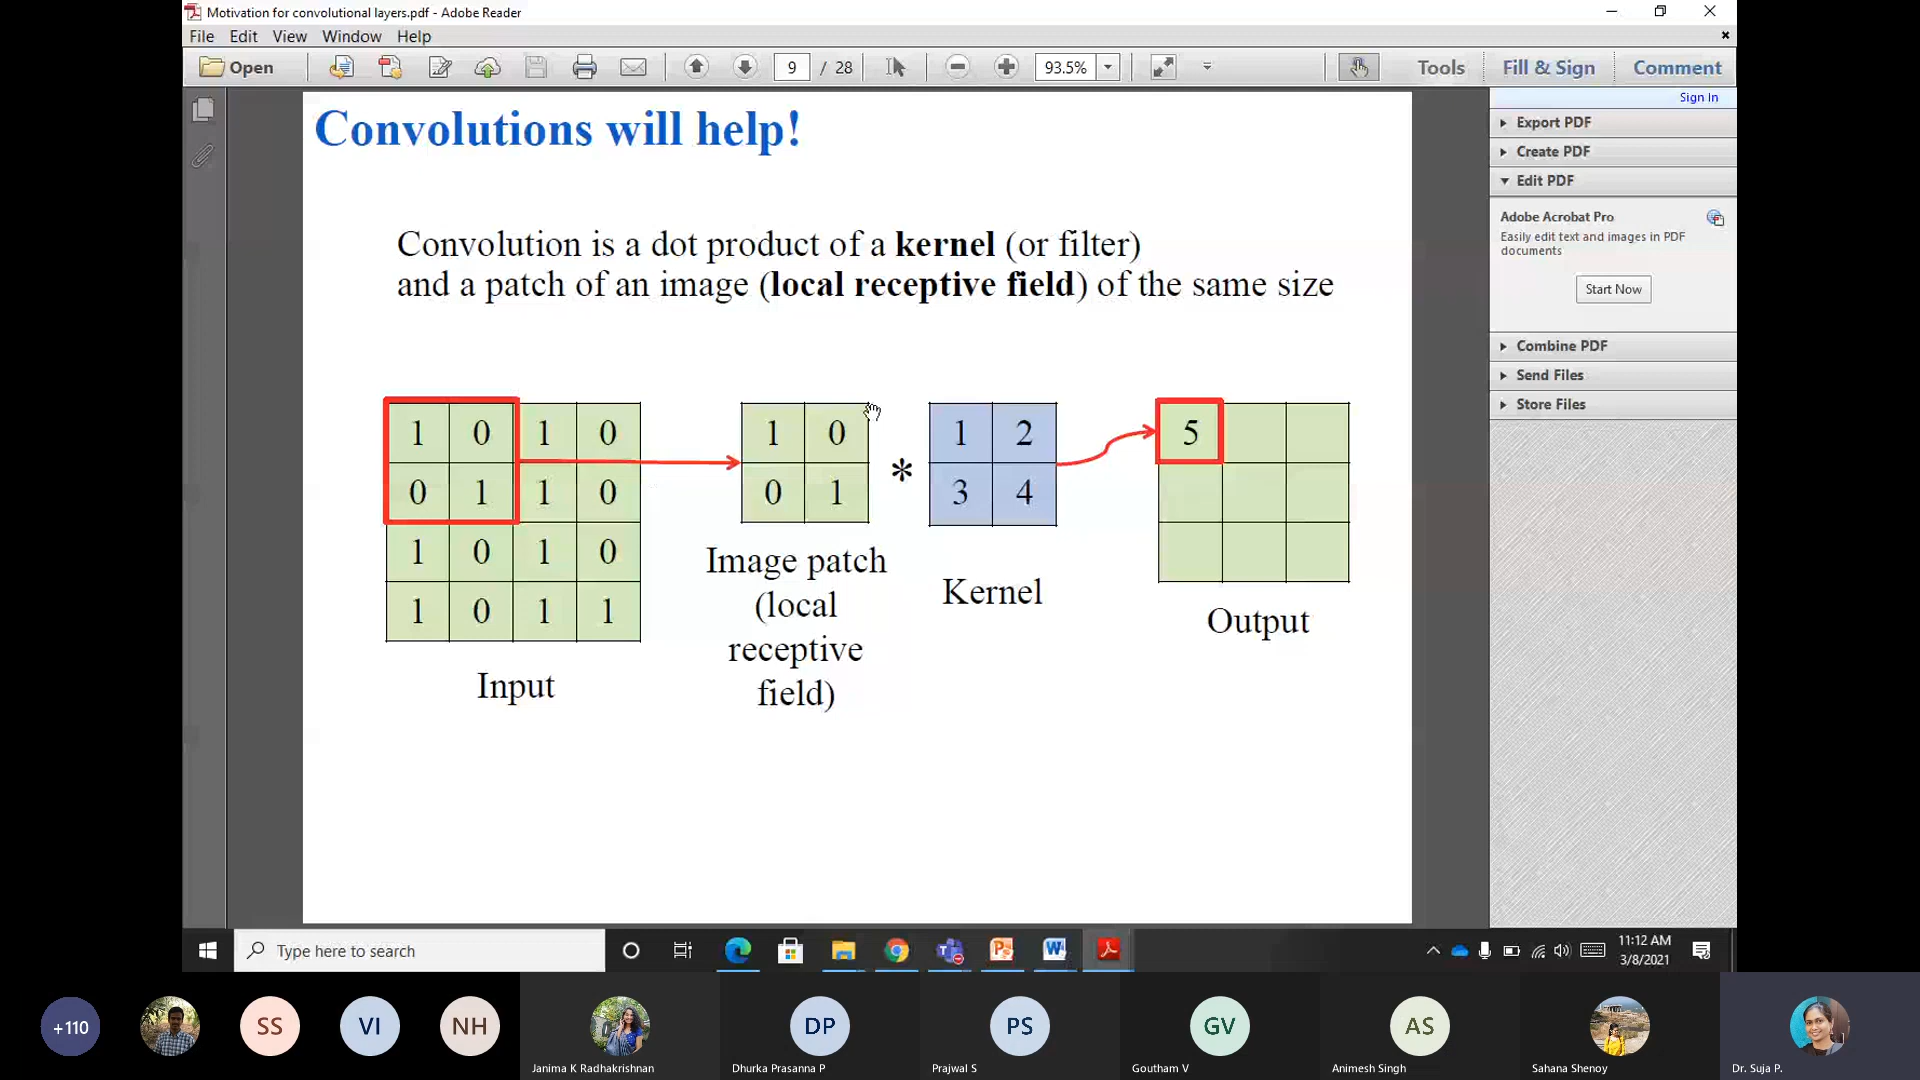 Motivation for convolutional layers.pdf - Adobe Reader
File Edit View Window Help
Open 9 / 28 93.5% Tools Fill & Sign Comment
Sign In
Convolutions will help!
Convolution is a dot product of a kernel (or filter)
and a patch of an image (local receptive field) of the same size
1 0 1 0
0 1 1 0
1 0 1 0
1 0 1 1
Input
1 0
0 1
Image patch
(local
receptive
field)
*
1 2
3 4
Kernel
5
Output
Export PDF
Create PDF
Edit PDF
Adobe Acrobat Pro
Easily edit text and images in PDF
documents
Start Now
Combine PDF
Send Files
Store Files
Type here to search
11:12 AM
3/8/2021
+110 SS VI NH DP PS GV AS
Janima K Radhakrishnan Dhurka Prasanna P Prajwal S Goutham V Animesh Singh Sahana Shenoy Dr. Suja P.